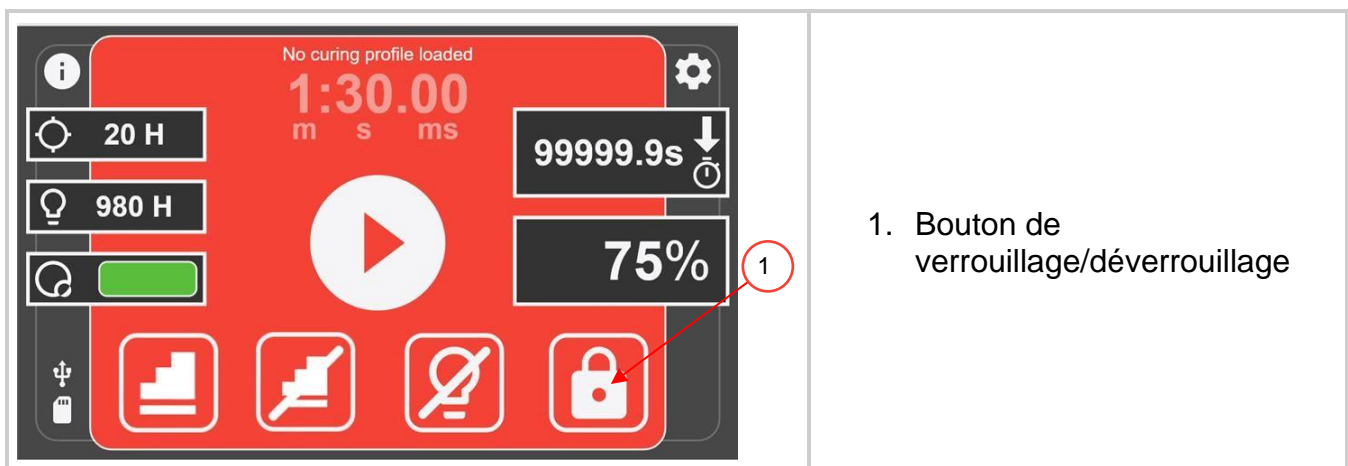 No curing profile loaded
1:30.00
m s ms
20 H
99999.9s
980 H
75%
1
1. Bouton de
verrouillage/déverrouillage